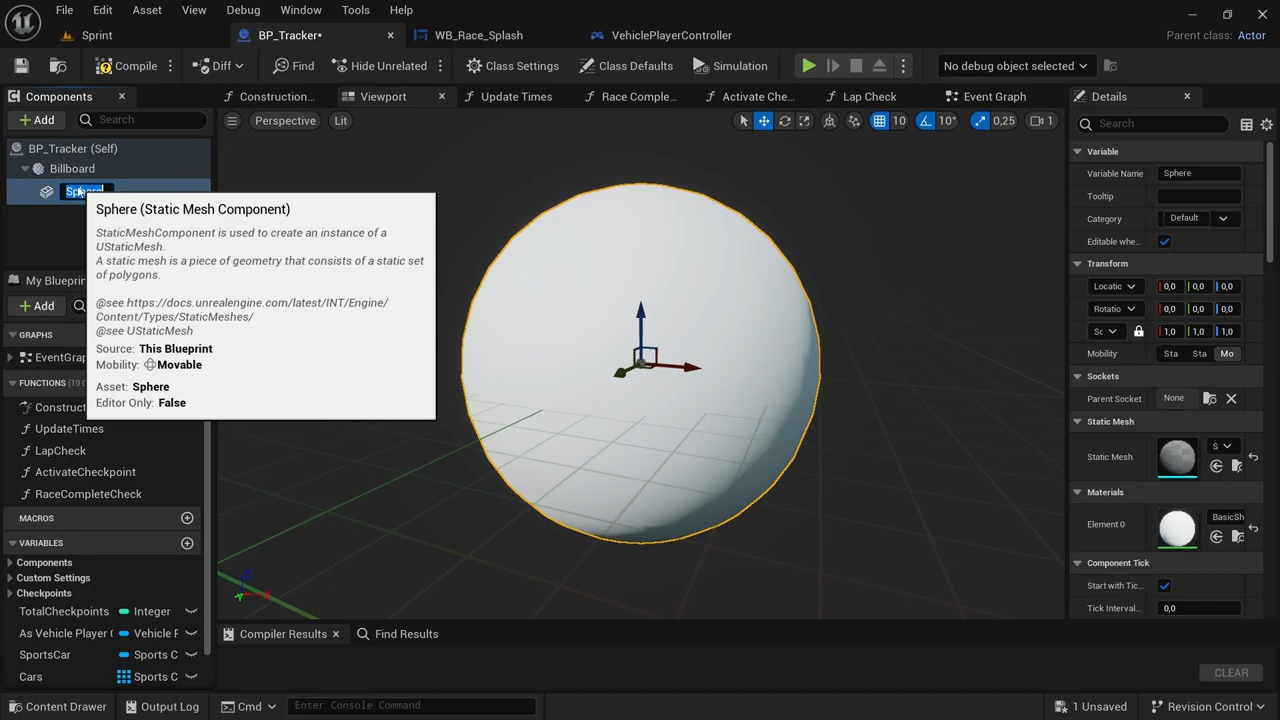 File Edit Asset View Debug Window Tools Help
Sprint BP_Tracker* WB_Race_Splash VehiclePlayerController Parent class: Actor
Compile Diff Find Hide Unrelated Class Settings Class Defaults Simulation No debug object selected
Components Construction... Viewport Update Times Race Comple... Activate Che... Lap Check Event Graph Details
Add Search Perspective Lit 10 10° 0,25 1 Search
BP_Tracker (Self)
Billboard
Sphere
Sphere (Static Mesh Component)
StaticMeshComponent is used to create an instance of a
UStaticMesh.
A static mesh is a piece of geometry that consists of a static set
of polygons.
@see https://docs.unrealengine.com/latest/INT/Engine/
Content/Types/StaticMeshes/
@see UStaticMesh
Source: This Blueprint
Mobility: Movable
Asset: Sphere
Editor Only: False
My Blueprin
Add
GRAPHS
EventGra
FUNCTIONS (19 O
Construct
UpdateTimes
LapCheck
ActivateCheckpoint
RaceCompleteCheck
MACROS
VARIABLES
Components
Custom Settings
Checkpoints
TotalCheckpoints Integer
As Vehicle Player C Vehicle P
SportsCar Sports C
Cars Sports C
Variable
Variable Name Sphere
Tooltip
Category Default
Editable whe...
Transform
Locatic 0,0 0,0 0,0
Rotatio 0,0 0,0 0,0
Sc 1,0 1,0 1,0
Mobility Sta Sta Mo
Sockets
Parent Socket None
Static Mesh
Static Mesh S
Materials
Element 0 BasicSh
Component Tick
Start with Tic...
Tick Interval... 0,0
Compiler Results Find Results
CLEAR
Content Drawer Output Log Cmd Enter Console Command 1 Unsaved Revision Control